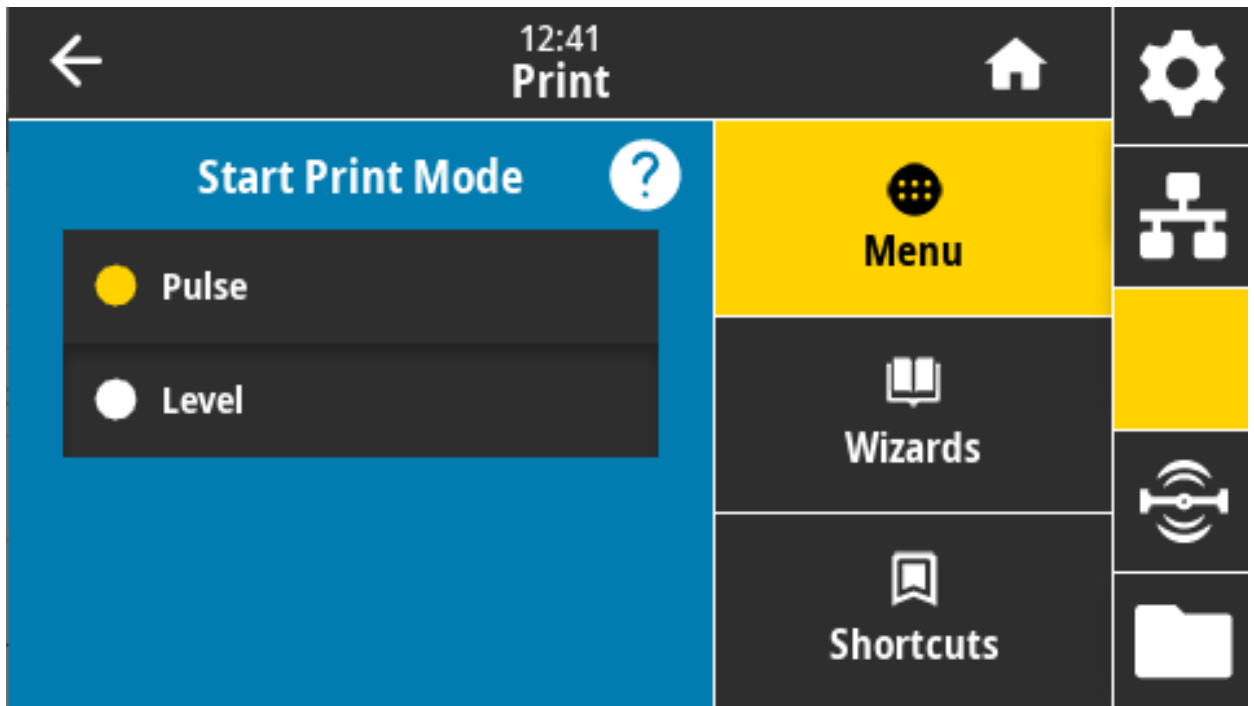 12:41
Print
Start Print Mode
?
Pulse
Level
Menu
Wizards
Shortcuts